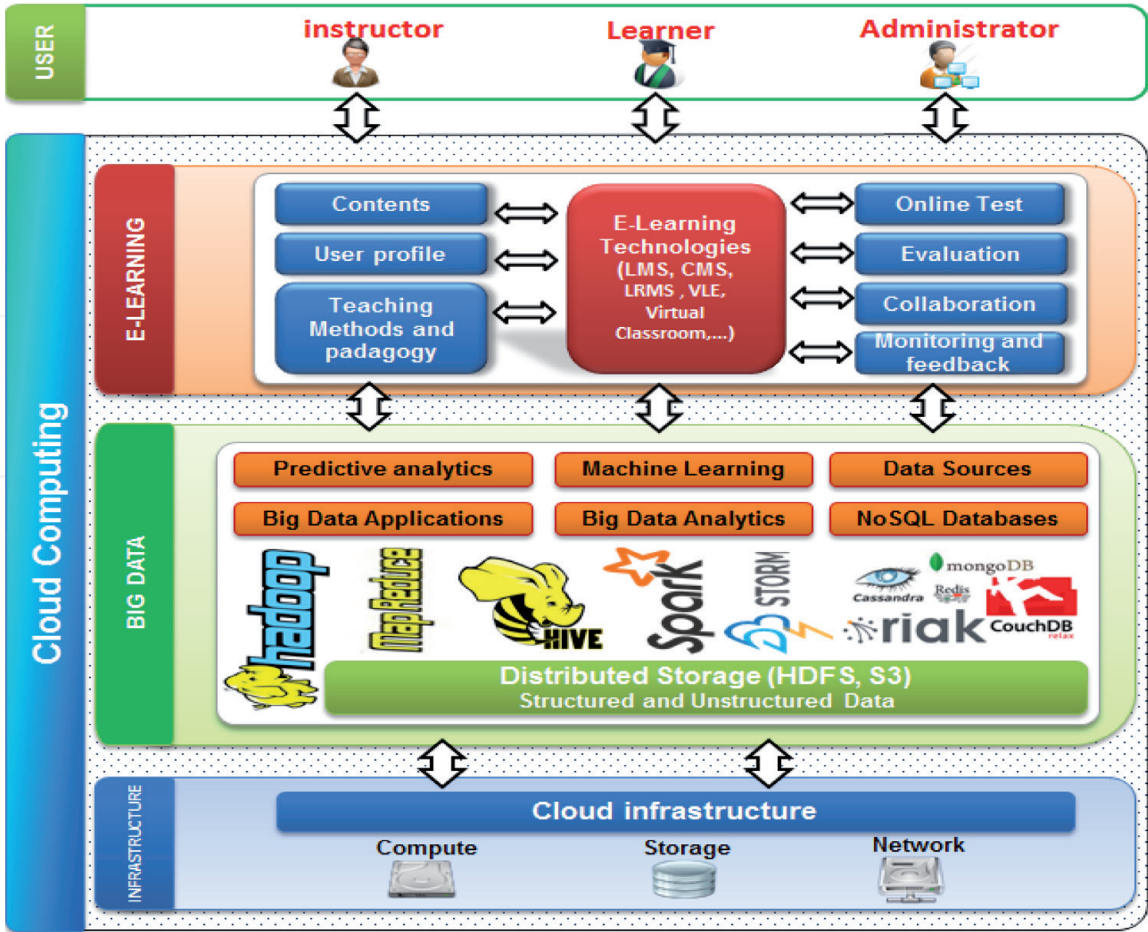 USER
instructor
Learner
Administrator
Cloud Computing
E-LEARNING
Contents
User profile
Teaching
Methods and
padagogy
E-Learning
Technologies
(LMS, CMS,
LRMS , VLE,
Virtual
Classroom,...)
Online Test
Evaluation
Collaboration
Monitoring and
feedback
BIG DATA
Predictive analytics
Machine Learning
Data Sources
Big Data Applications
Big Data Analytics
NoSQL Databases
hadoop
Map Reduce
HIVE
Spark
STORM
mongoDB
Cassandra
Redis
riak
CouchDB
relax
Distributed Storage (HDFS, S3)
Structured and Unstructured Data
INFRASTRUCTURE
Cloud infrastructure
Compute
Storage
Network